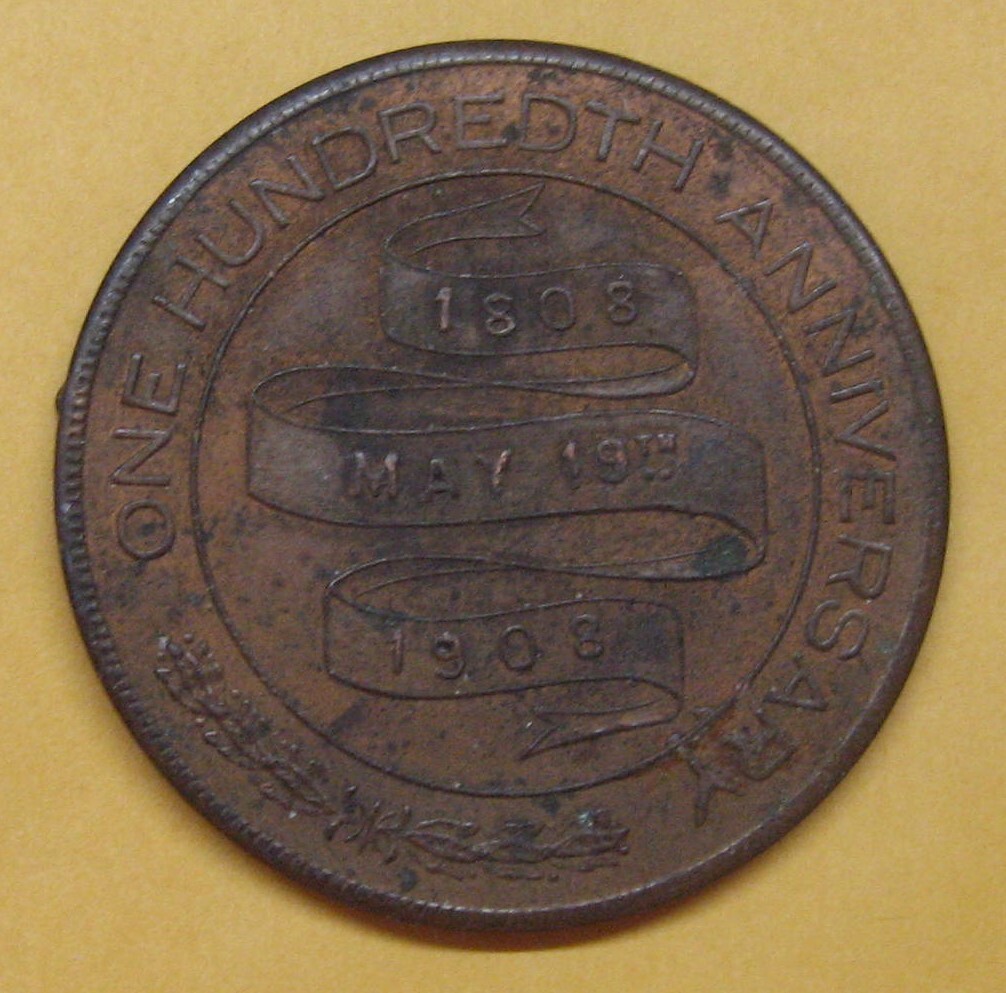 ONE HUNDREDTH ANNIVERSARY
1808
MAY 19TH
1908